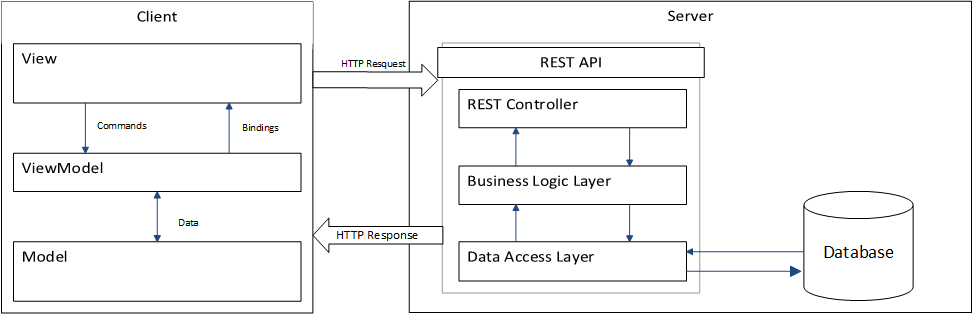 Client
Server
View
HTTP Resquest
REST API
REST Controller
Commands
Bindings
ViewModel
Business Logic Layer
Data
HTTP Response
Model
Data Access Layer
Database